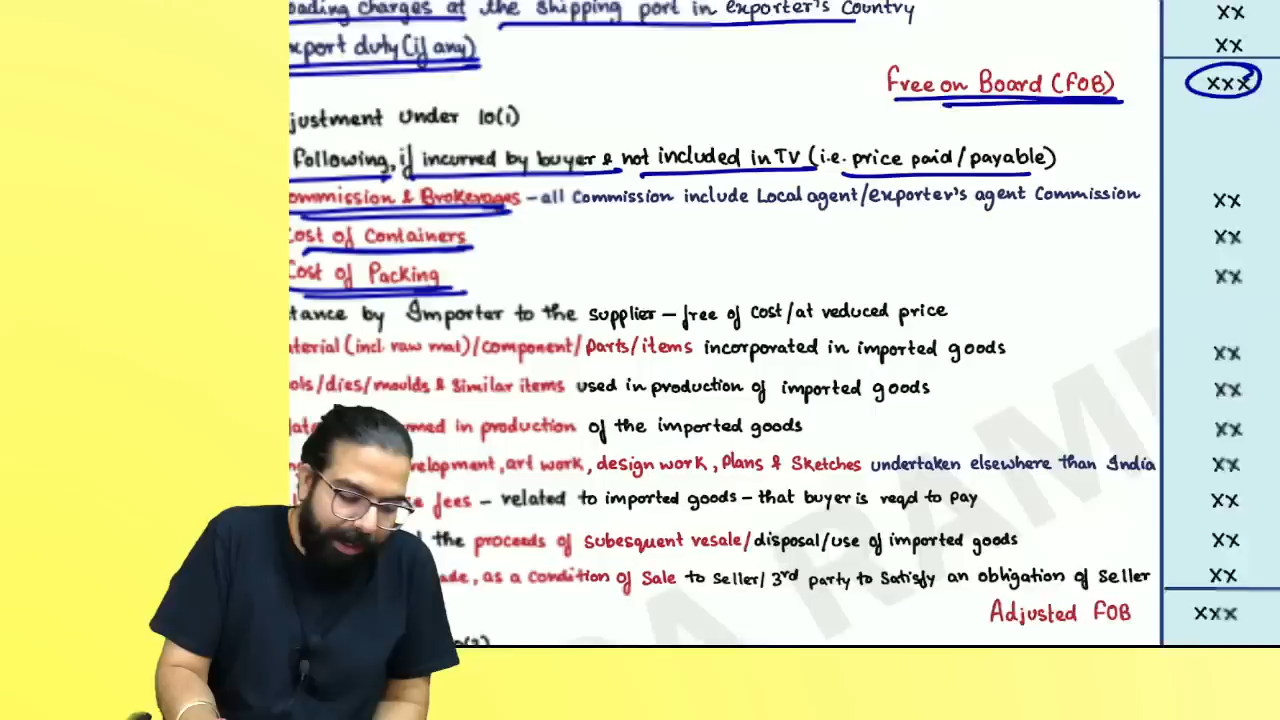 oading charges at the shipping port in exporter's Country XX
xport duty (if any) XX
Free on Board (FOB) XXX
justment Under 10(1)
Following, if incurred by buyer & not included in TV (i.e. price paid/payable)
ommission & Brokerages - all Commission include Local agent/exporter's agent Commission XX
Cost of Containers XX
Cost of Packing XX
tance by Importer to the supplier - free of cost/at reduced price
terial (incl. raw mat)/component/parts/items incorporated in imported goods XX
ols/dies/moulds & Similar items used in production of imported goods XX
med in production of the imported goods XX
velopment, art work, design work, Plans & Sketches undertaken elsewhere than India XX
fees - related to imported goods - that buyer is reqd to pay XX
the proceeds of subesquent resale/disposal/use of imported goods XX
ade, as a Condition of Sale to Seller/3rd party to Satisfy an obligation of Seller XX
Adjusted FOB XXX